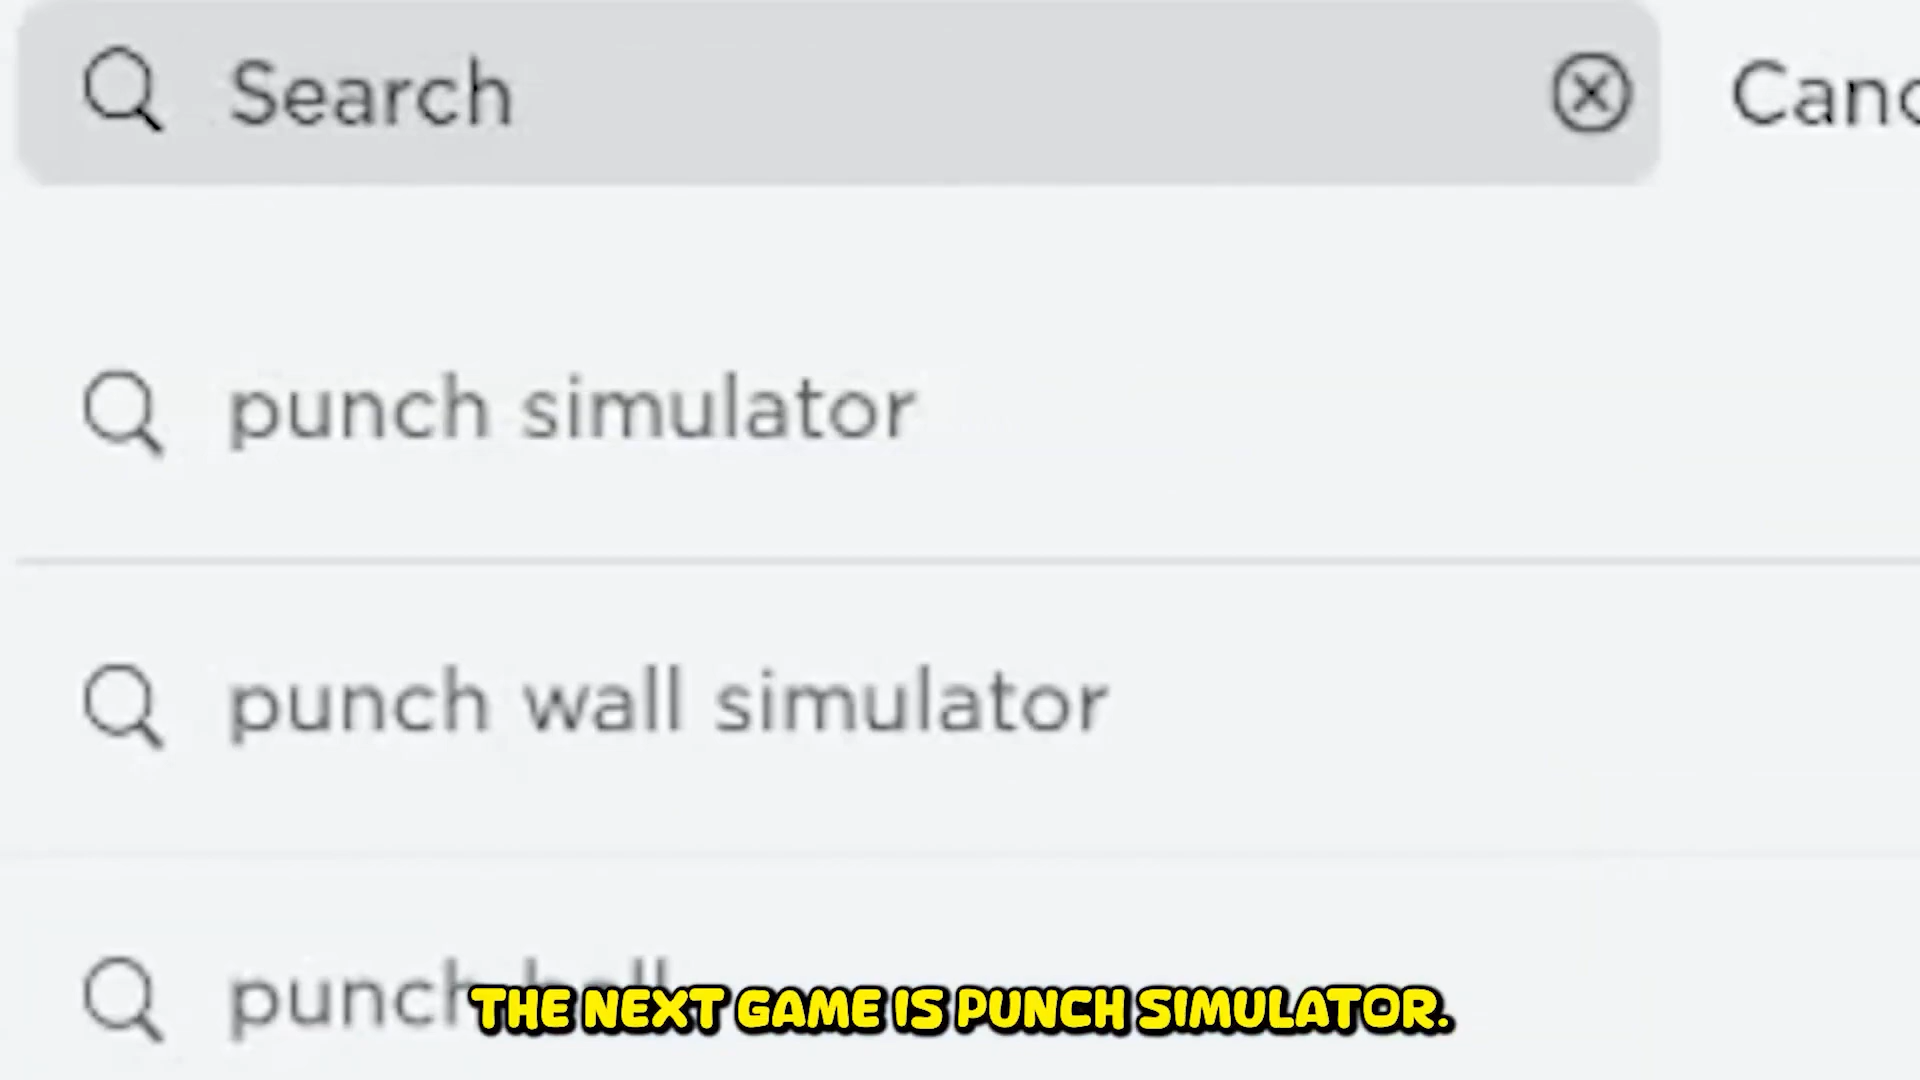 Search
Canc
punch simulator
punch wall simulator
punch
THE NEXT GAME IS PUNCH SIMULATOR.